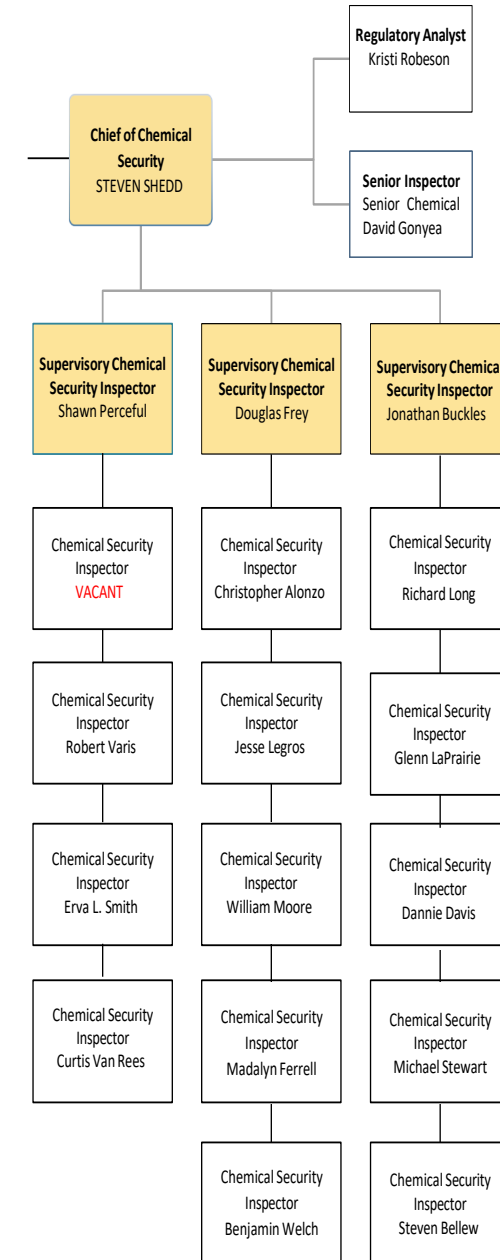 Regulatory Analyst
Kristi Robeson
Chief of Chemical
Security
STEVEN SHEDD
Senior Inspector
Senior Chemical
David Gonyea
Supervisory Chemical
Security Inspector
Shawn Perceful
Supervisory Chemical
Security Inspector
Douglas Frey
Supervisory Chemical
Security Inspector
Jonathan Buckles
Chemical Security
Inspector
VACANT
Chemical Security
Inspector
Christopher Alonzo
Chemical Security
Inspector
Richard Long
Chemical Security
Inspector
Robert Varis
Chemical Security
Inspector
Jesse Legros
Chemical Security
Inspector
Glenn LaPrairie
Chemical Security
Inspector
Erva L. Smith
Chemical Security
Inspector
William Moore
Chemical Security
Inspector
Dannie Davis
Chemical Security
Inspector
Curtis Van Rees
Chemical Security
Inspector
Madalyn Ferrell
Chemical Security
Inspector
Michael Stewart
Chemical Security
Inspector
Benjamin Welch
Chemical Security
Inspector
Steven Bellew